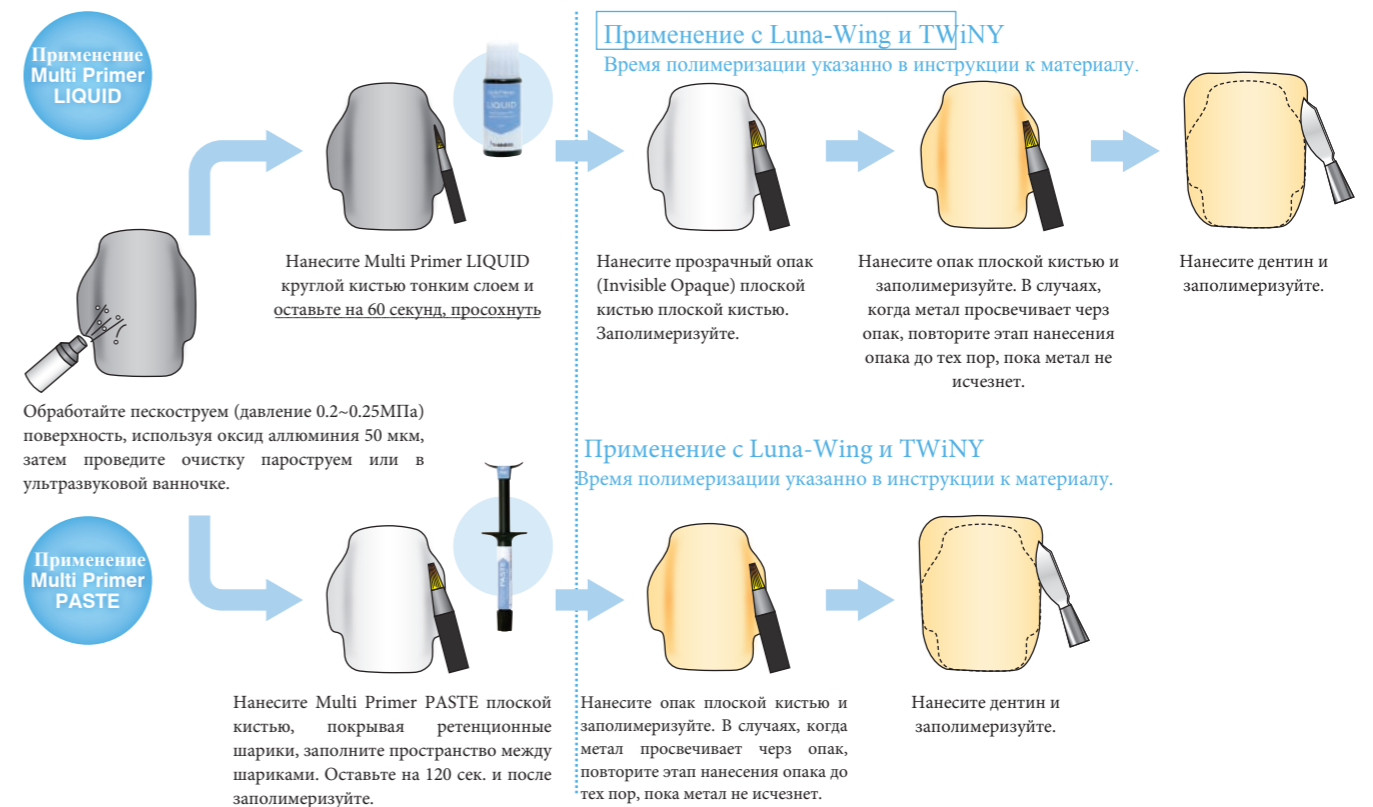 Применение
Multi Primer
LIQUID
Применение с Luna-Wing и TWiNY
Время полимеризации указанно в инструкции к материалу.
LIQUID
Нанесите Multi Primer LIQUID
круглой кистью тонким слоем и
оставьте на 60 секунд, просохнуть
Нанесите прозрачный опак
(Invisible Opaque) плоской
кистью плоской кистью.
Заполимеризуйте.
Нанесите опак плоской кистью и
заполимеризуйте. В случаях,
когда метал просвечивает черз
опак, повторите этап нанесения
опака до тех пор, пока метал не
исчезнет.
Нанесите дентин и
заполимеризуйте.
Обработайте пескоструем (давление 0.2~0.25МПа)
поверхность, используя оксид аллюминия 50 мкм,
затем проведите очистку пароструем или в
ультразвуковой ванночке.
Применение
Multi Primer
PASTE
Применение с Luna-Wing и TWiNY
Время полимеризации указанно в инструкции к материалу.
PASTE
Нанесите Multi Primer PASTE плоской
кистью, покрывая ретенционные
шарики, заполните пространство между
шариками. Оставьте на 120 сек. и после
заполимеризуйте.
Нанесите опак плоской кистью и
заполимеризуйте. В случаях, когда
метал просвечивает черз опак,
повторите этап нанесения опака до
тех пор, пока метал не исчезнет.
Нанесите дентин и
заполимеризуйте.